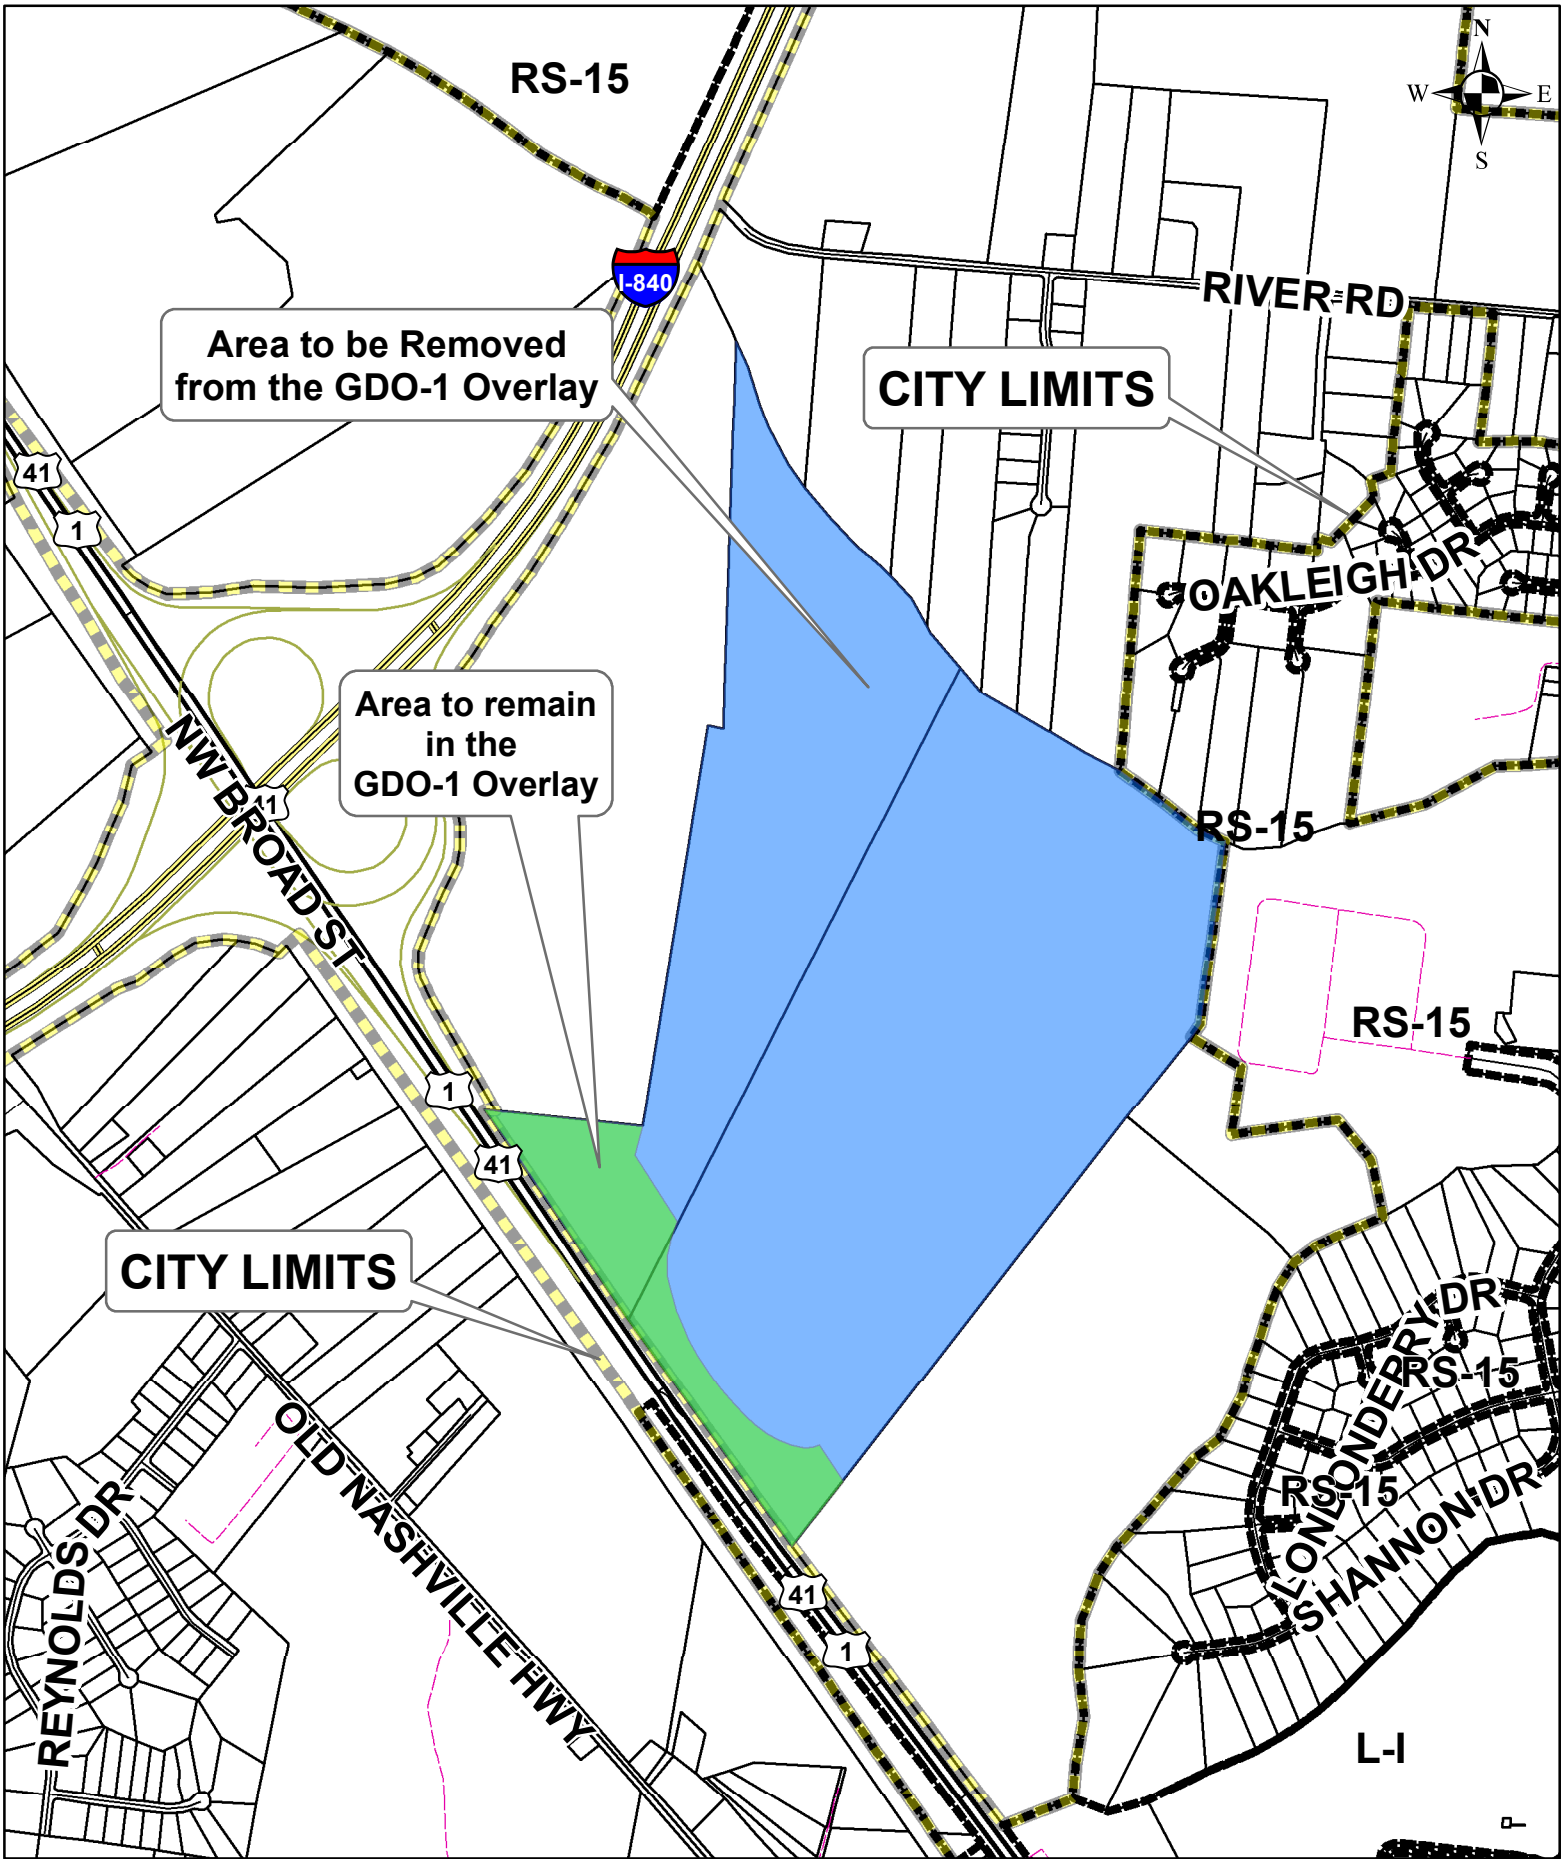 RS-15
N
W
E
S
I-840
RIVER RD
Area to be Removed
from the GDO-1 Overlay
CITY LIMITS
41
1
OAKLEIGH DR
Area to remain
in the
GDO-1 Overlay
NW BROAD ST
41
RS-15
RS-15
1
41
CITY LIMITS
LONDONDERRY DR
RS-15
RS-15
SHANNON DR
OLD NASHVILLE HWY
REYNOLDS DR
41
1
L-I